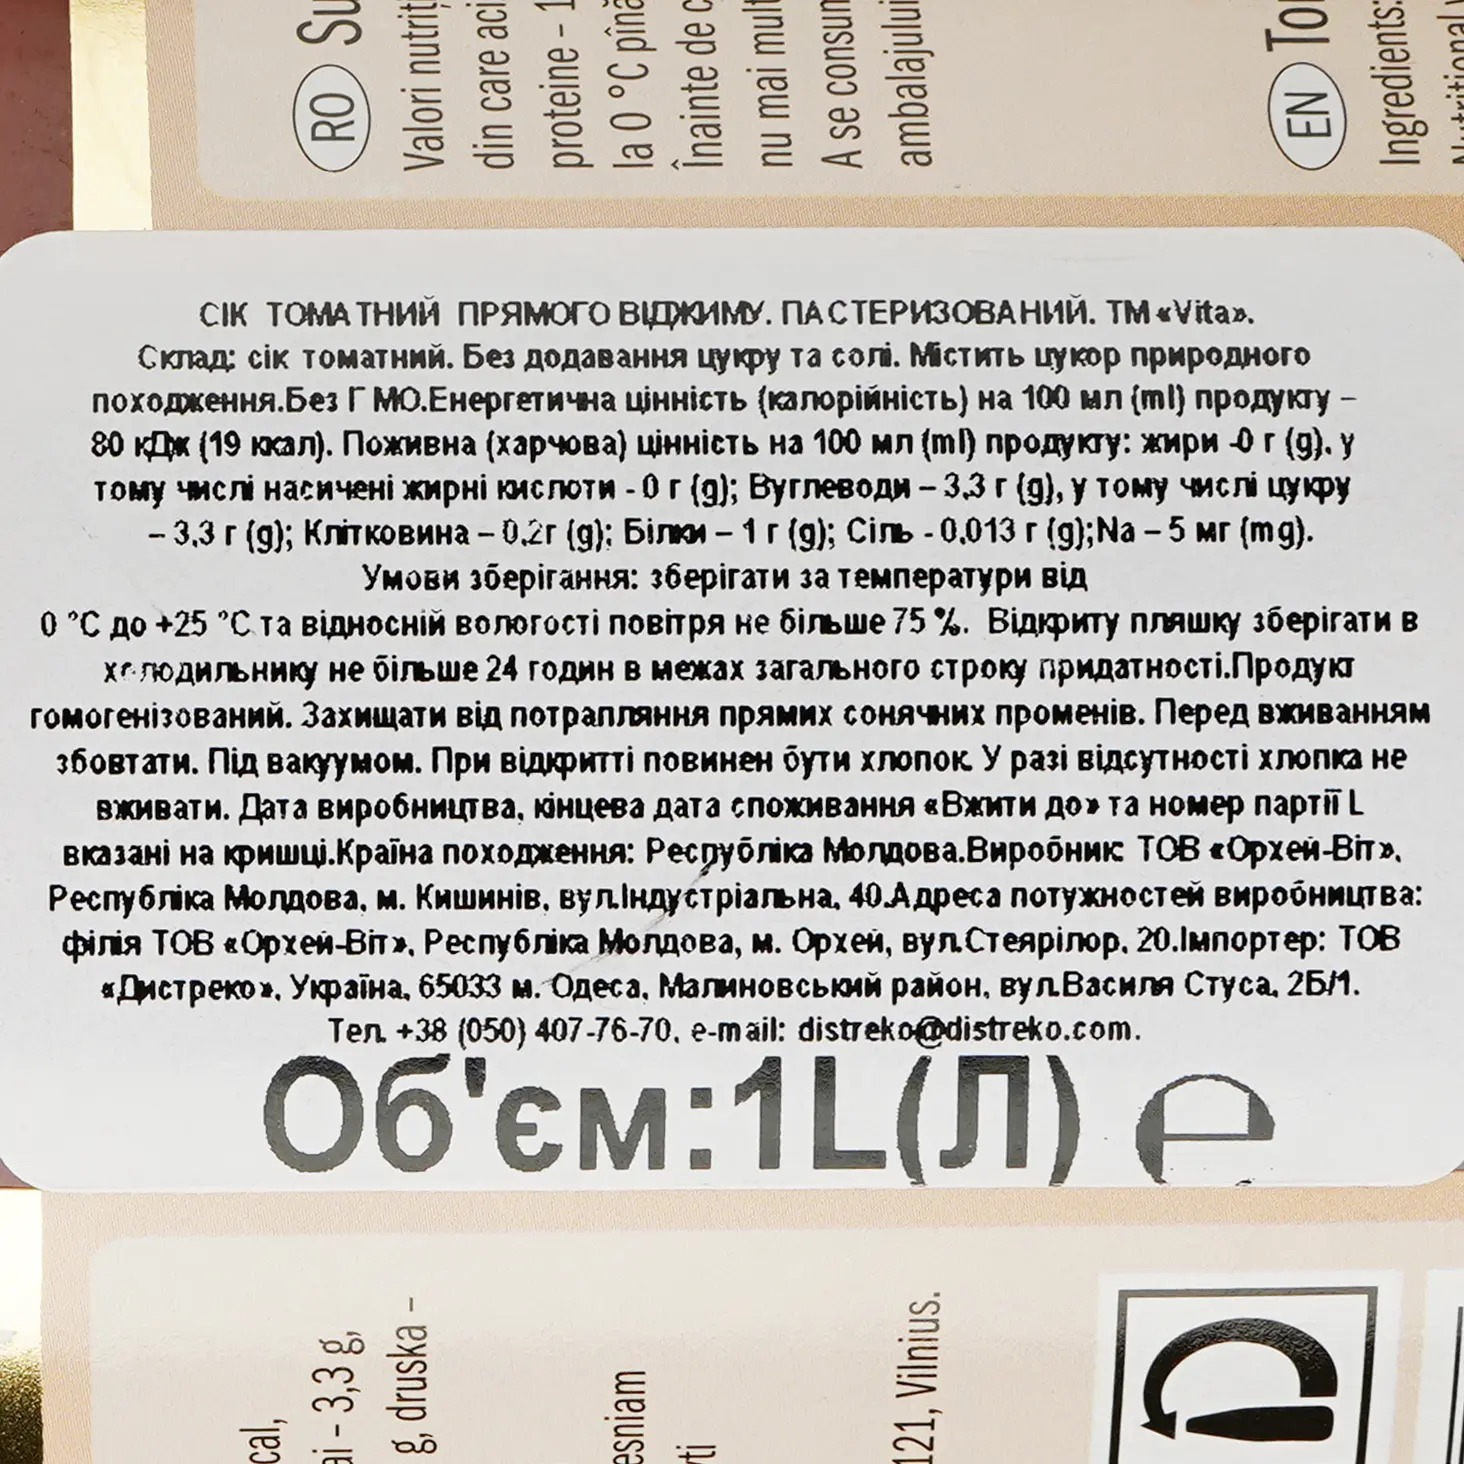 RO Su
Valori nutriți
din care aci
proteine - 1
la 0 °C pînă
Înainte de c
nu mai mult
A se consum
ambalajului
EN To
Ingredients:
Nutritional v
СІК ТОМАТНИЙ ПРЯМОГО ВІДЖИМУ. ПАСТЕРИЗОВАНИЙ. ТМ «Vita».
Склад: сік томатний. Без додавання цукру та солі. Містить цукор природного
походження.Без Г МО.Енергетична цінність (калорійність) на 100 мл (ml) продукту –
80 кДж (19 ккал). Поживна (харчова) цінність на 100 мл (ml) продукту: жири -0 г (g), у
тому числі насичені жирні кислоти - 0 г (g); Вуглеводи – 3,3 г (g), у тому числі цукру
– 3,3 г (g); Клітковина – 0,2г (g); Білки – 1 г (g); Сіль - 0,013 г (g);Na – 5 мг (mg).
Умови зберігання: зберігати за температури від
0 °С до +25 °С та відносній вологості повітря не більше 75 %. Відкриту пляшку зберігати в
холодильнику не більше 24 годин в межах загального строку придатності.Продукт
гомогенізований. Захищати від потрапляння прямих сонячних променів. Перед вживанням
збовтати. Під вакуумом. При відкритті повинен бути хлопок. У разі відсутності хлопка не
вживати. Дата виробництва, кінцева дата споживання «Вжити до» та номер партії L
вказані на кришці.Країна походження: Республіка Молдова.Виробник: ТОВ «Орхей-Віт»,
Республіка Молдова, м. Кишинів, вул.Індустріальна, 40.Адреса потужностей виробництва:
філія ТОВ «Орхей-Віт», Республіка Молдова, м. Орхей, вул.Стеярілор, 20.Імпортер: ТОВ
«Дистреко», Україна, 65033 м. Одеса, Малиновський район, вул.Василя Стуса, 2Б/1.
Тел. +38 (050) 407-76-70, e-mail: distreko@distreko.com.
Об'єм:1L(Л) e
cal,
ai - 3,3 g,
g, druska -
esniam
ti
121, Vilnius.